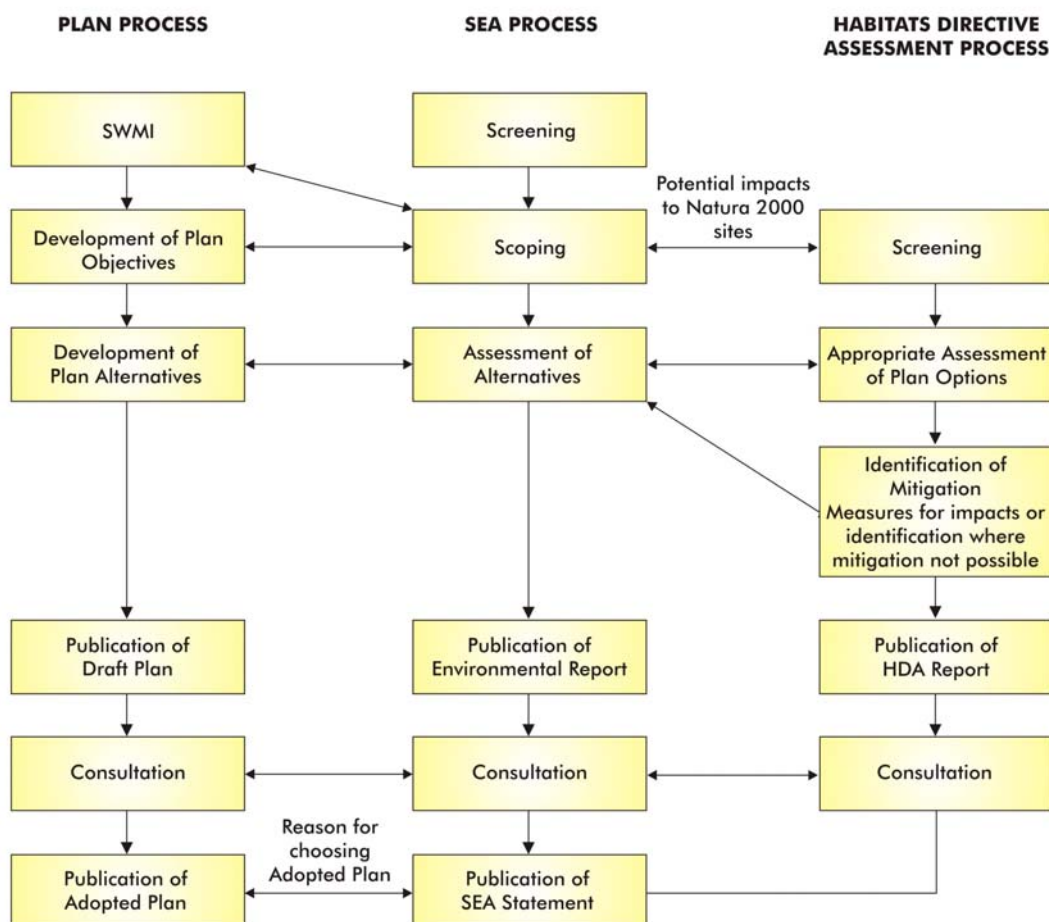 PLAN PROCESS
SEA PROCESS
HABITATS DIRECTIVE
ASSESSMENT PROCESS
SWMI
Screening
Potential impacts
to Natura 2000
sites
Development of Plan
Objectives
Scoping
Screening
Development of
Plan Alternatives
Assessment of
Alternatives
Appropriate Assessment
of Plan Options
Identification of
Mitigation
Measures for impacts or
identification where
mitigation not possible
Publication of
Draft Plan
Publication of
Environmental Report
Publication of
HDA Report
Consultation
Consultation
Consultation
Reason for
choosing
Adopted Plan
Publication of
Adopted Plan
Publication of
SEA Statement